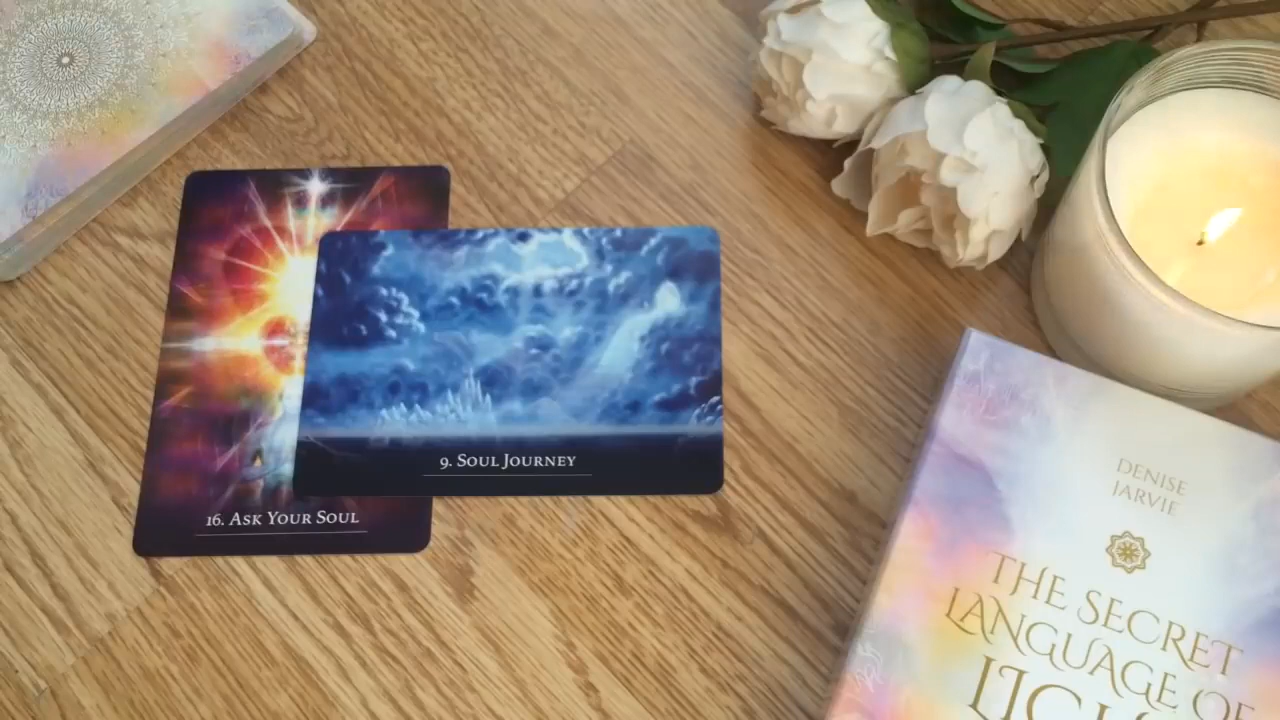 9. Soul Journey
16. Ask Your Soul
DENISE
JARVIE
THE SECRET
LANGUAGE OF